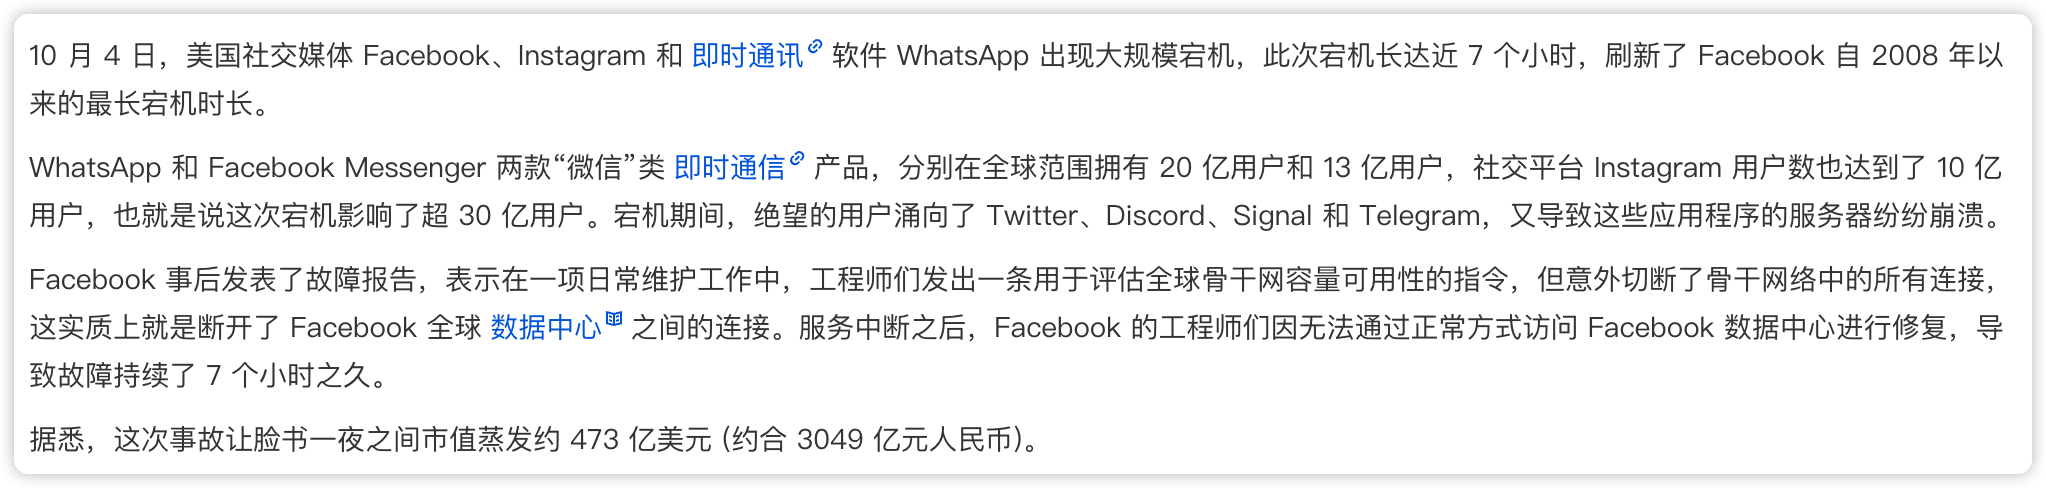 10 月 4 日，美国社交媒体 Facebook、Instagram 和 即时通讯 软件 WhatsApp 出现大规模宕机，此次宕机长达近 7 个小时，刷新了 Facebook 自 2008 年以
来的最长宕机时长。
WhatsApp 和 Facebook Messenger 两款“微信”类 即时通信 产品，分别在全球范围拥有 20 亿用户和 13 亿用户，社交平台 Instagram 用户数也达到了 10 亿
用户，也就是说这次宕机影响了超 30 亿用户。宕机期间，绝望的用户涌向了 Twitter、Discord、Signal 和 Telegram，又导致这些应用程序的服务器纷纷崩溃。
Facebook 事后发表了故障报告，表示在一项日常维护工作中，工程师们发出一条用于评估全球骨干网容量可用性的指令，但意外切断了骨干网络中的所有连接，
这实质上就是断开了 Facebook 全球 数据中心 之间的连接。服务中断之后，Facebook 的工程师们因无法通过正常方式访问 Facebook 数据中心进行修复，导
致故障持续了 7 个小时之久。
据悉，这次事故让脸书一夜之间市值蒸发约 473 亿美元 (约合 3049 亿元人民币)。